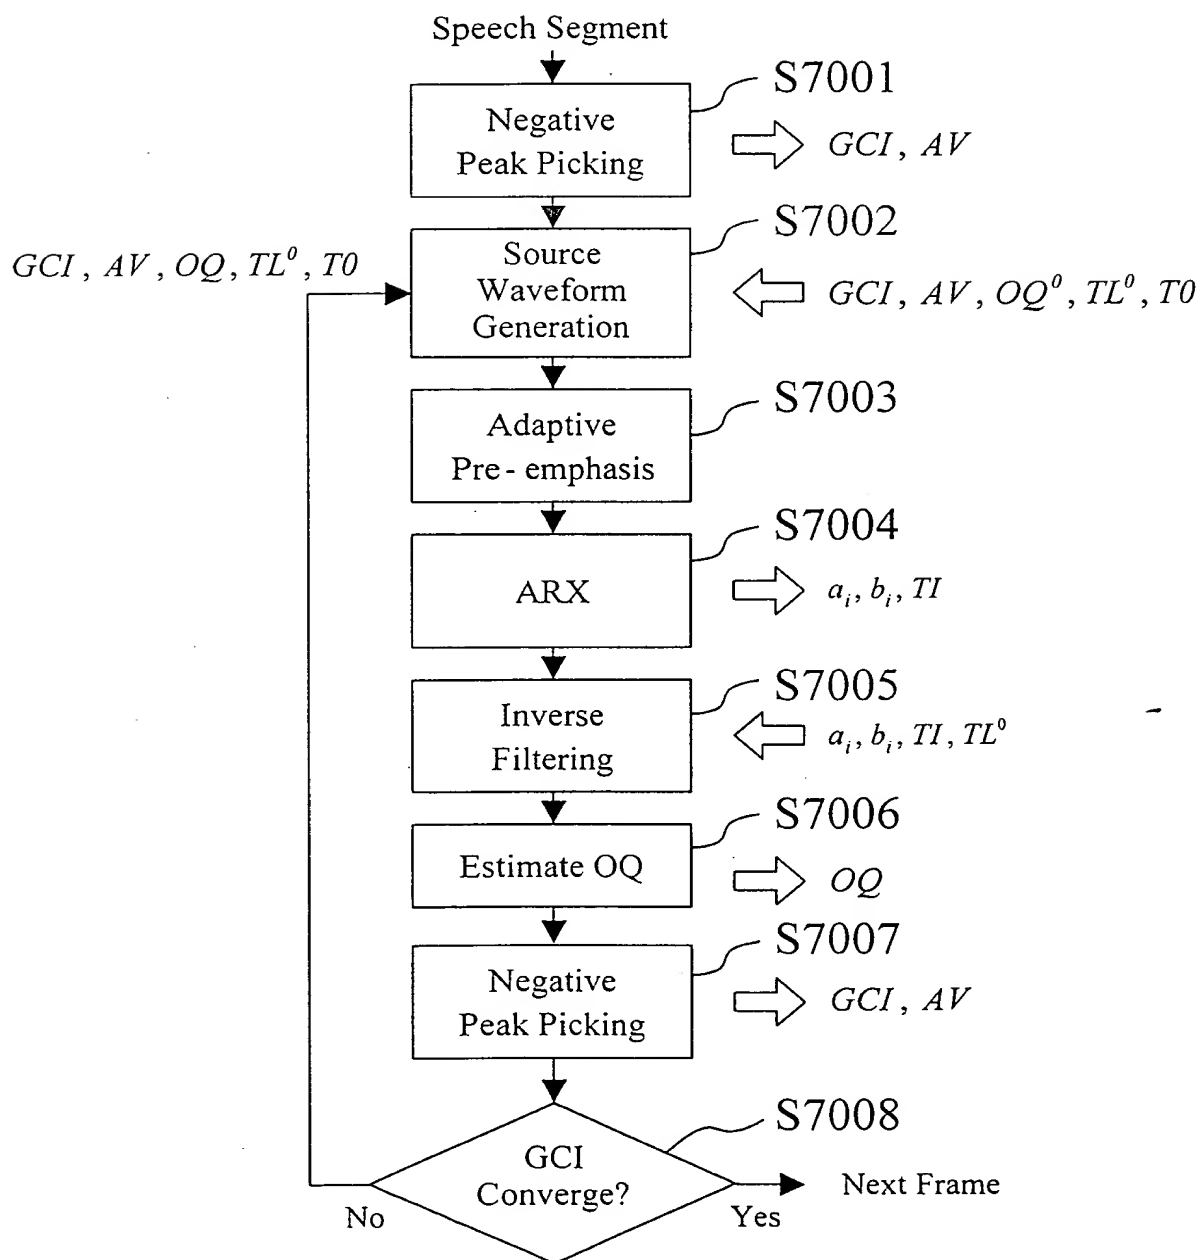 Speech Segment
S7001
Negative
Peak Picking
GCI, AV
S7002
Source
Waveform
Generation
GCI, AV, OQ, TL⁰, T0
GCI, AV, OQ⁰, TL⁰, T0
S7003
Adaptive
Pre-emphasis
S7004
ARX
aᵢ, bᵢ, TI
S7005
Inverse
Filtering
aᵢ, bᵢ, TI, TL⁰
S7006
Estimate OQ
OQ
S7007
Negative
Peak Picking
GCI, AV
S7008
GCI
Converge?
No
Yes
Next Frame